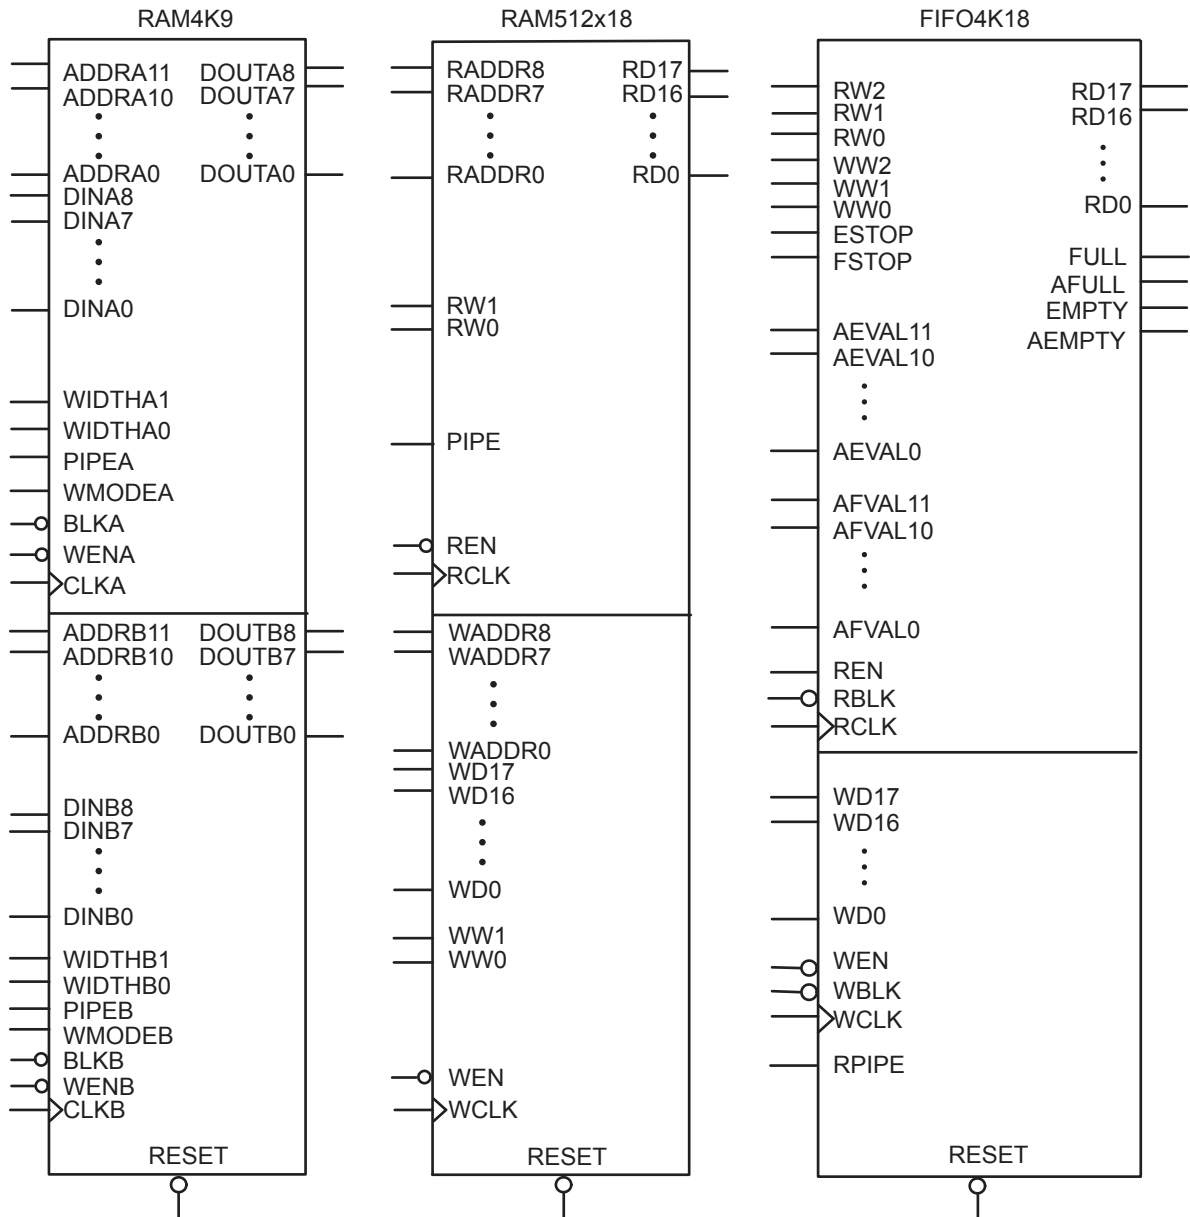 RAM4K9
ADDRA11 DOUTA8
ADDRA10 DOUTA7
ADDRA0 DOUTA0
DINA8
DINA7
DINA0
WIDTHA1
WIDTHA0
PIPEA
WMODEA
BLKA
WENA
CLKA
ADDRB11 DOUTB8
ADDRB10 DOUTB7
ADDRB0 DOUTB0
DINB8
DINB7
DINB0
WIDTHB1
WIDTHB0
PIPEB
WMODEB
BLKB
WENB
CLKB
RESET
RAM512x18
RADDR8 RD17
RADDR7 RD16
RADDR0 RD0
RW1
RW0
PIPE
REN
RCLK
WADDR8
WADDR7
WADDR0
WD17
WD16
WD0
WW1
WW0
WEN
WCLK
RESET
FIFO4K18
RW2 RD17
RW1 RD16
RW0
WW2
WW1
WW0 RD0
ESTOP
FSTOP FULL
AFULL
EMPTY
AEVAL11 AEMPTY
AEVAL10
AEVAL0
AFVAL11
AFVAL10
AFVAL0
REN
RBLK
RCLK
WD17
WD16
WD0
WEN
WBLK
WCLK
RPIPE
RESET